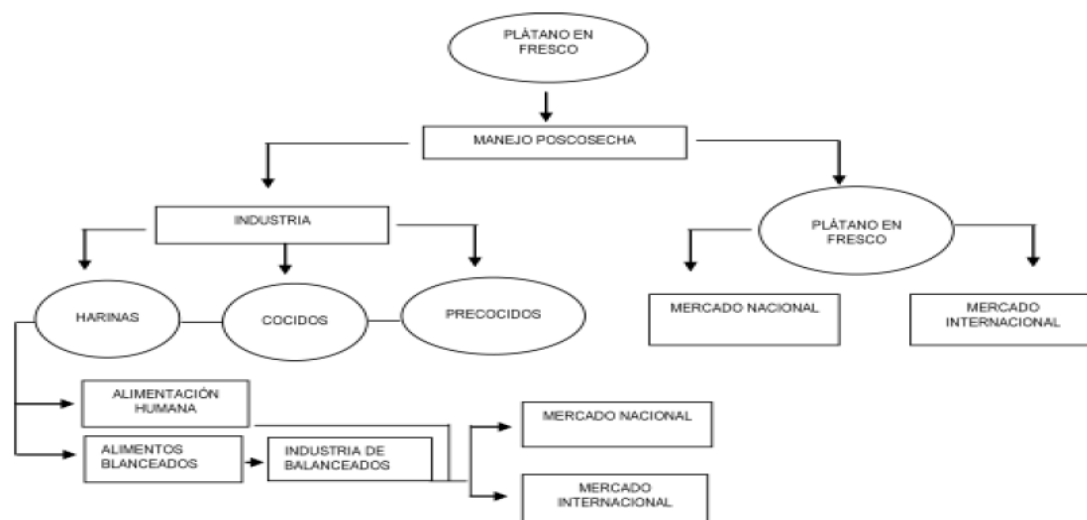 PLÁTANO EN
FRESCO
MANEJO POSCOSECHA
INDUSTRIA
PLÁTANO EN
FRESCO
HARINAS
COCIDOS
PRECOCIDOS
MERCADO NACIONAL
MERCADO
INTERNACIONAL
ALIMENTACIÓN
HUMANA
MERCADO NACIONAL
ALIMENTOS
BLANCEADOS
INDUSTRIA DE
BALANCEADOS
MERCADO
INTERNACIONAL